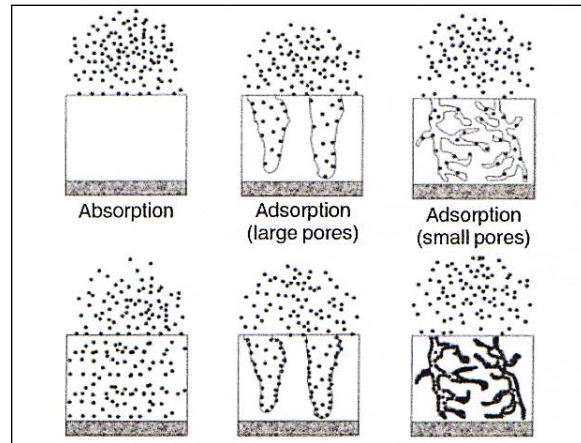 Absorption
Adsorption
(large pores)
Adsorption
(small pores)